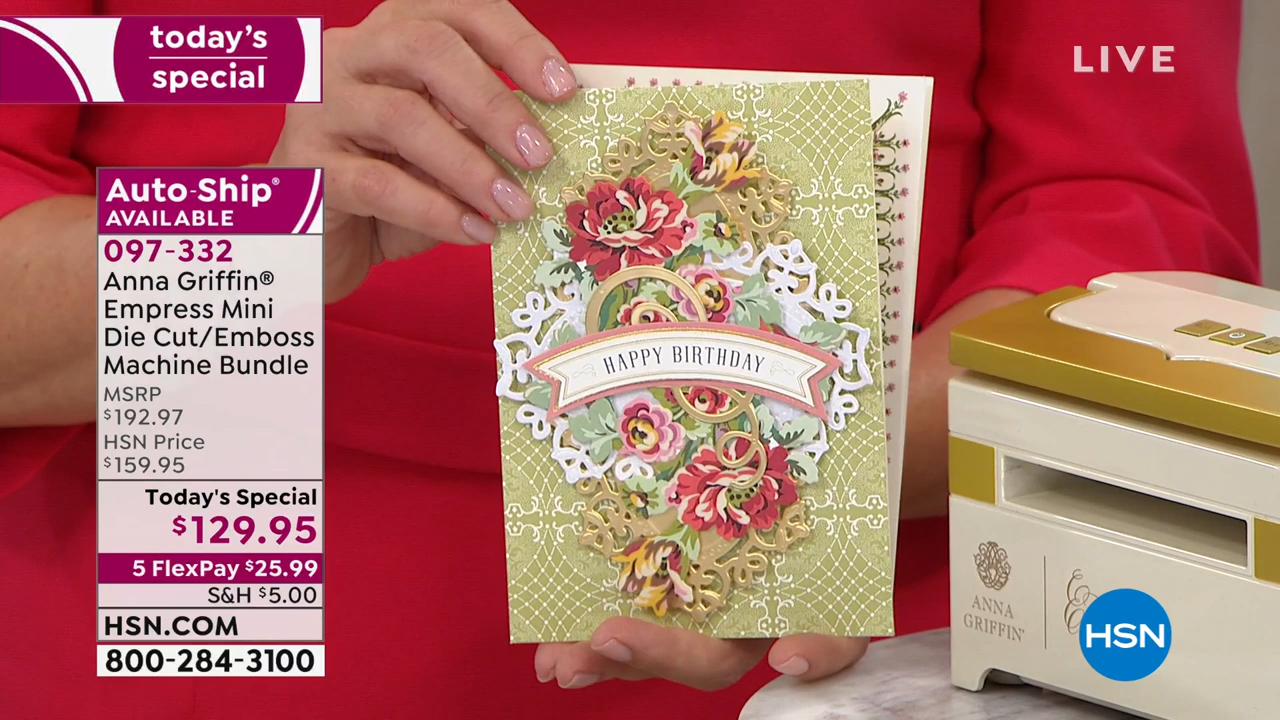 today's
special
LIVE
Auto-Ship®
AVAILABLE
097-332
Anna Griffin®
Empress Mini
Die Cut/Emboss
Machine Bundle
MSRP
$192.97
HSN Price
$159.95
Today's Special
$129.95
5 FlexPay $25.99
S&H $5.00
HSN.COM
800-284-3100
HAPPY BIRTHDAY
ANNA
GRIFFIN
HSN